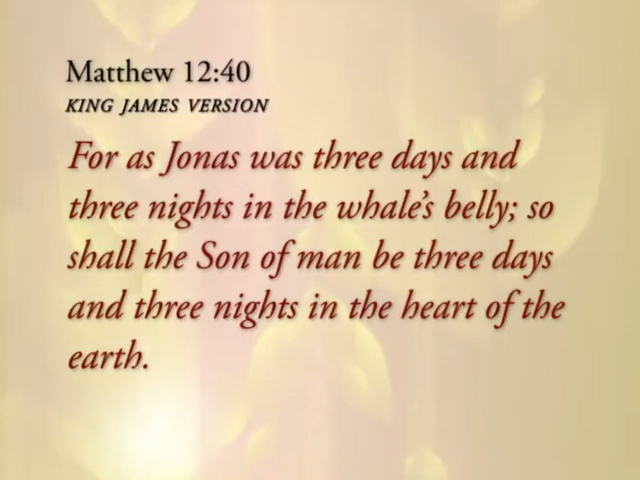 Matthew 12:40
KING JAMES VERSION
For as Jonas was three days and
three nights in the whale's belly; so
shall the Son of man be three days
and three nights in the heart of the
earth.